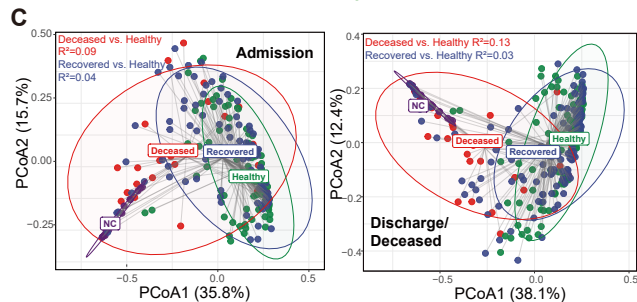 C
Deceased vs. Healthy
R²=0.09
Recovered vs. Healthy
R²=0.04
Admission
PCoA2 (15.7%)
0.50
0.25
0.00
−0.25
Deceased
Recovered
Healthy
NC
−0.5
0.0
0.5
PCoA1 (35.8%)
Deceased vs. Healthy R²=0.13
Recovered vs. Healthy R²=0.03
PCoA2 (12.4%)
0.4
0.2
−0.2
−0.4
NC
Deceased
Healthy
Recovered
Discharge/
Deceased
−0.5
0.0
0.5
PCoA1 (38.1%)